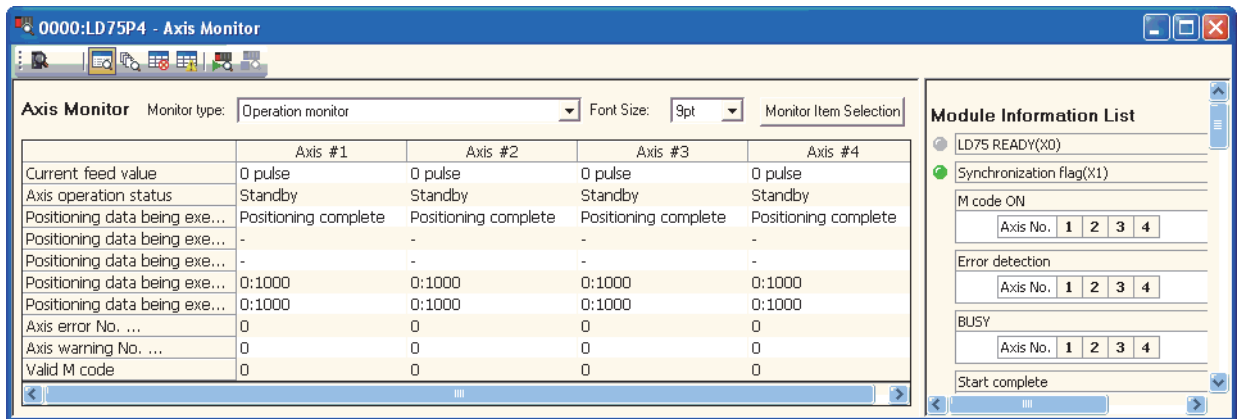 0000:LD75P4 - Axis Monitor
Axis Monitor Monitor type: Operation monitor Font Size: 9pt Monitor Item Selection
Axis #1 Axis #2 Axis #3 Axis #4
Current feed value 0 pulse 0 pulse 0 pulse 0 pulse
Axis operation status Standby Standby Standby Standby
Positioning data being exe... Positioning complete Positioning complete Positioning complete Positioning complete
Positioning data being exe... - - - -
Positioning data being exe... - - - -
Positioning data being exe... 0:1000 0:1000 0:1000 0:1000
Positioning data being exe... 0:1000 0:1000 0:1000 0:1000
Axis error No. ... 0 0 0 0
Axis warning No. ... 0 0 0 0
Valid M code 0 0 0 0
Module Information List
LD75 READY(X0)
Synchronization flag(X1)
M code ON
Axis No. 1 2 3 4
Error detection
Axis No. 1 2 3 4
BUSY
Axis No. 1 2 3 4
Start complete